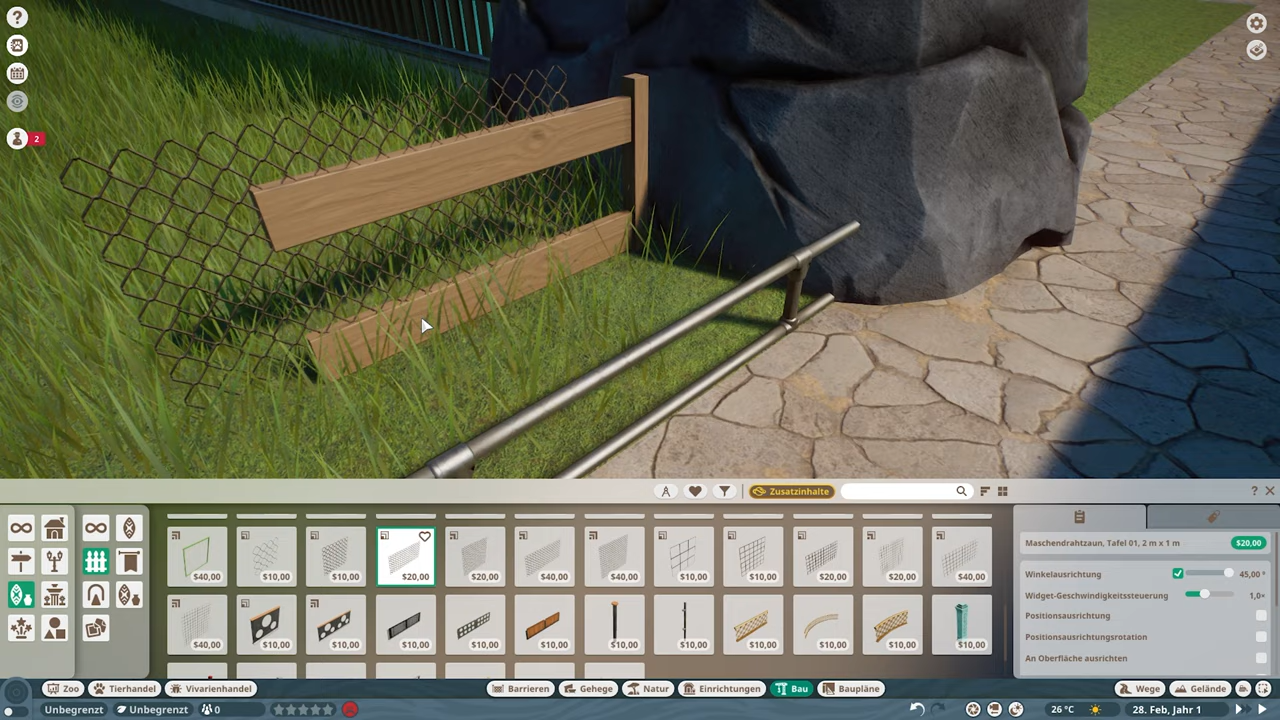 ?
2
Zusatzinhalte
? ×
$40,00 $10,00 $10,00 $20,00 $20,00 $40,00 $40,00 $10,00 $10,00 $20,00 $20,00 $40,00
$40,00 $10,00 $10,00 $10,00 $10,00 $10,00 $10,00 $10,00 $10,00 $10,00 $10,00 $10,00
Maschendrahtzaun, Tafel 01, 2 m x 1 m $20,00
Winkelausrichtung 45,00 °
Widget-Geschwindigkeitssteuerung 1,0×
Positionsausrichtung
Positionsausrichtungsrotation
An Oberfläche ausrichten
Zoo Tierhandel Vivarienhandel Barrieren Gehege Natur Einrichtungen Bau Baupläne Wege Gelände
Unbegrenzt Unbegrenzt 0 26 °C 28. Feb, Jahr 1